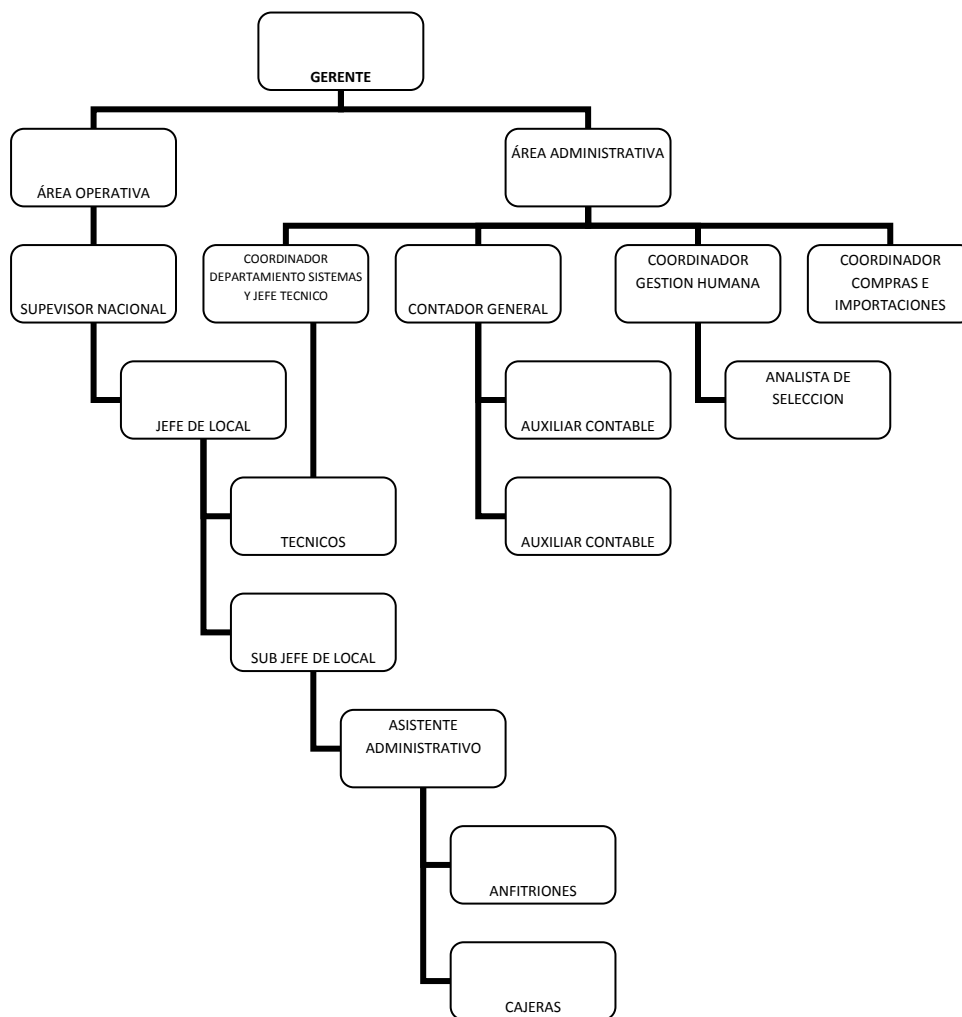 GERENTE
ÁREA OPERATIVA
ÁREA ADMINISTRATIVA
SUPEVISOR NACIONAL
COORDINADOR
DEPARTAMIENTO SISTEMAS
Y JEFE TECNICO
CONTADOR GENERAL
COORDINADOR
GESTION HUMANA
COORDINADOR
COMPRAS E
IMPORTACIONES
JEFE DE LOCAL
AUXILIAR CONTABLE
ANALISTA DE
SELECCION
TECNICOS
AUXILIAR CONTABLE
SUB JEFE DE LOCAL
ASISTENTE
ADMINISTRATIVO
ANFITRIONES
CAJERAS